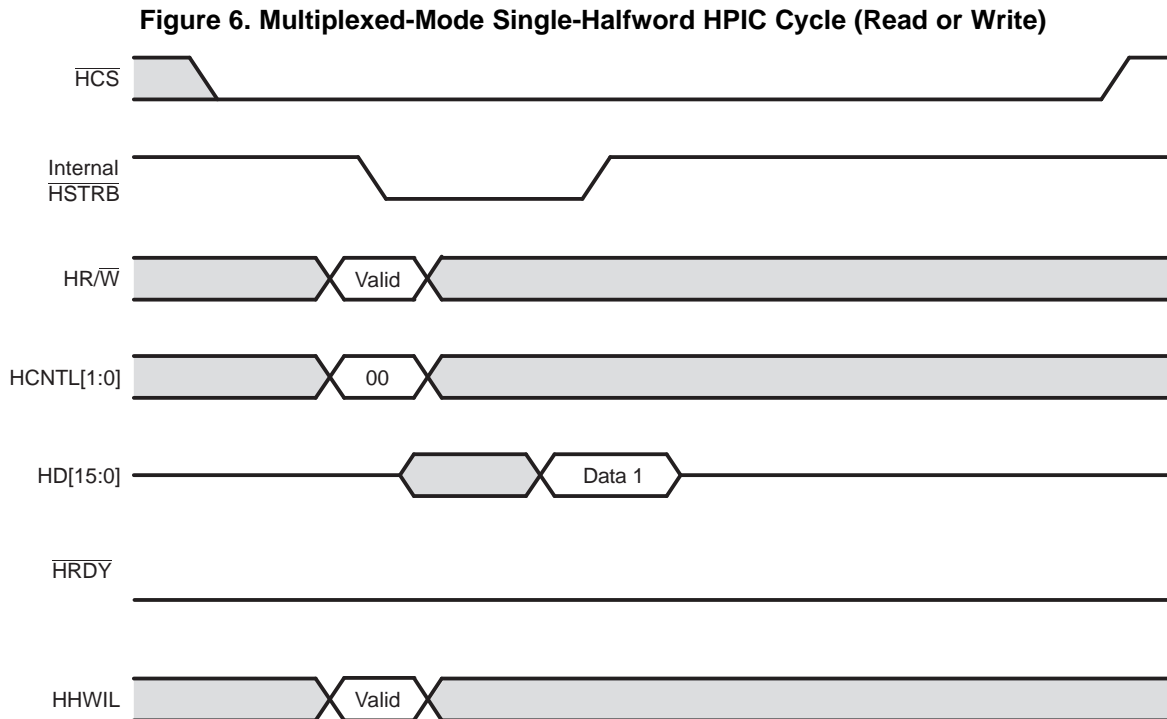 Figure 6. Multiplexed-Mode Single-Halfword HPIC Cycle (Read or Write)
HCS
Internal
HSTRB
HR/W
Valid
HCNTL[1:0]
00
HD[15:0]
Data 1
HRDY
HHWIL
Valid